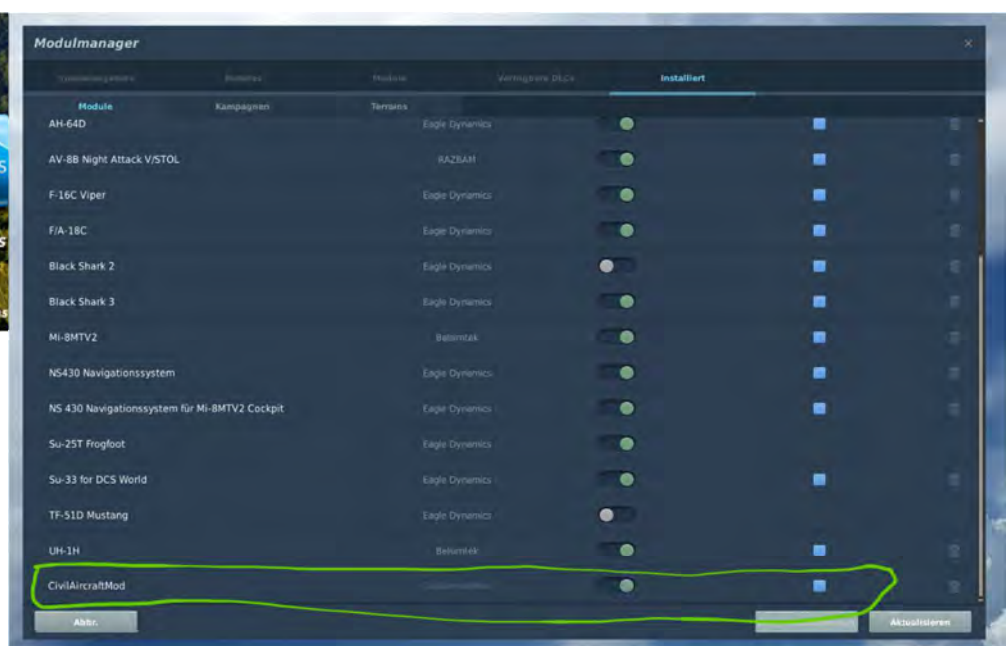 Modulmanager
Module
Installiert
Module Kampagnen Terrains
AH-64D Eagle Dynamics
AV-8B Night Attack V/STOL RAZBAM
F-16C Viper Eagle Dynamics
F/A-18C Eagle Dynamics
Black Shark 2 Eagle Dynamics
Black Shark 3 Eagle Dynamics
Mi-8MTV2 Belsimtek
NS430 Navigationssystem Eagle Dynamics
NS 430 Navigationssystem für Mi-8MTV2 Cockpit Eagle Dynamics
Su-25T Frogfoot Eagle Dynamics
Su-33 for DCS World Eagle Dynamics
TF-51D Mustang Eagle Dynamics
UH-1H Belsimtek
CivilAircraftMod
Abbr. Aktualisieren